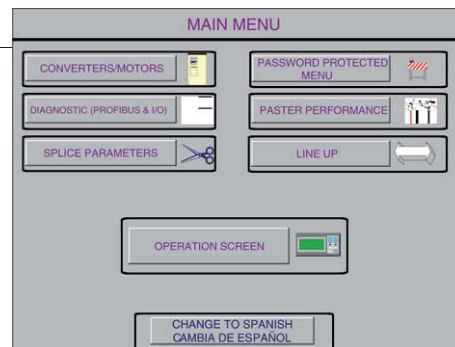 MAIN MENU
CONVERTERS/MOTORS
PASSWORD PROTECTED
MENU
DIAGNOSTIC (PROFIBUS & I/O)
PASTER PERFORMANCE
SPLICE PARAMETERS
LINE UP
OPERATION SCREEN
CHANGE TO SPANISH
CAMBIA DE ESPAÑOL